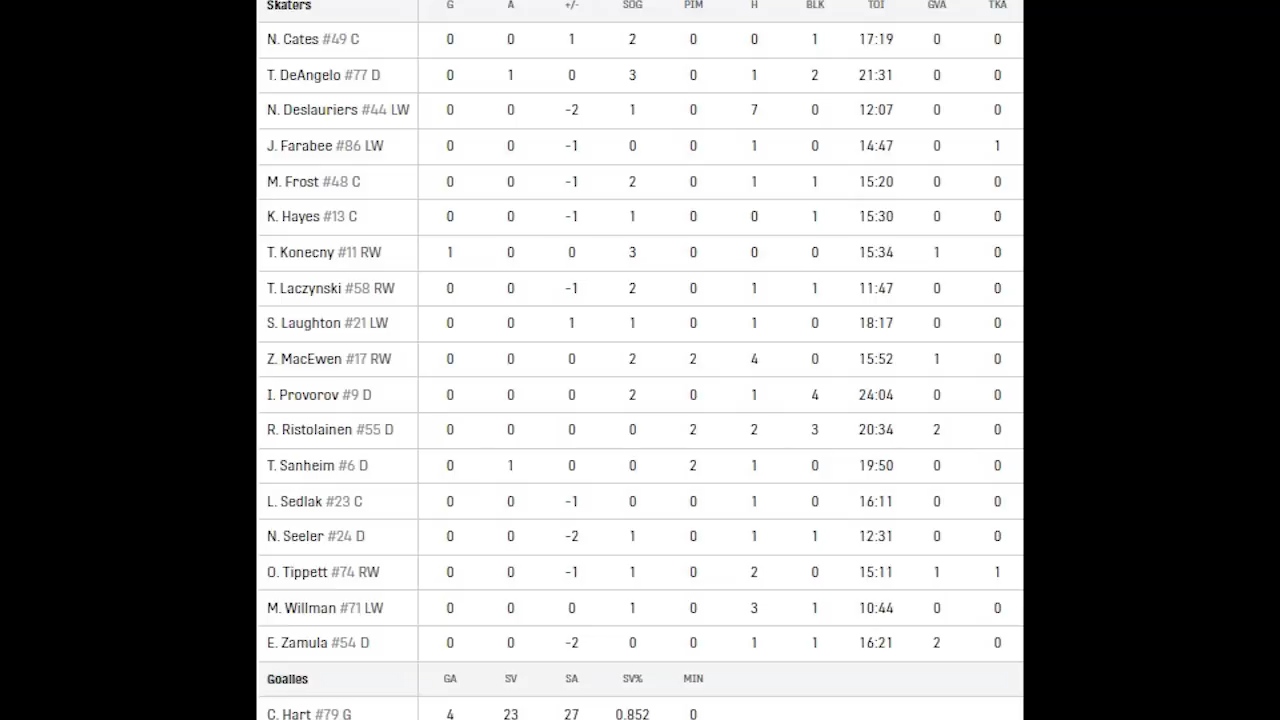 Skaters G A +/- SOG PIM H BLK TOI GVA TKA
N. Cates #49 C 0 0 1 2 0 0 1 17:19 0 0
T. DeAngelo #77 D 0 1 0 3 0 1 2 21:31 0 0
N. Deslauriers #44 LW 0 0 -2 1 0 7 0 12:07 0 0
J. Farabee #86 LW 0 0 -1 0 0 1 0 14:47 0 1
M. Frost #48 C 0 0 -1 2 0 1 1 15:20 0 0
K. Hayes #13 C 0 0 -1 1 0 0 1 15:30 0 0
T. Konecny #11 RW 1 0 0 3 0 0 0 15:34 1 0
T. Laczynski #58 RW 0 0 -1 2 0 1 1 11:47 0 0
S. Laughton #21 LW 0 0 1 1 0 1 0 18:17 0 0
Z. MacEwen #17 RW 0 0 0 2 2 4 0 15:52 1 0
I. Provorov #9 D 0 0 0 2 0 1 4 24:04 0 0
R. Ristolainen #55 D 0 0 0 0 2 2 3 20:34 2 0
T. Sanheim #6 D 0 1 0 0 2 1 0 19:50 0 0
L. Sedlak #23 C 0 0 -1 0 0 1 0 16:11 0 0
N. Seeler #24 D 0 0 -2 1 0 1 1 12:31 0 0
O. Tippett #74 RW 0 0 -1 1 0 2 0 15:11 1 1
M. Willman #71 LW 0 0 0 1 0 3 1 10:44 0 0
E. Zamula #54 D 0 0 -2 0 0 1 1 16:21 2 0
Goalies GA SV SA SV% MIN
C. Hart #79 G 4 23 27 0.852 0